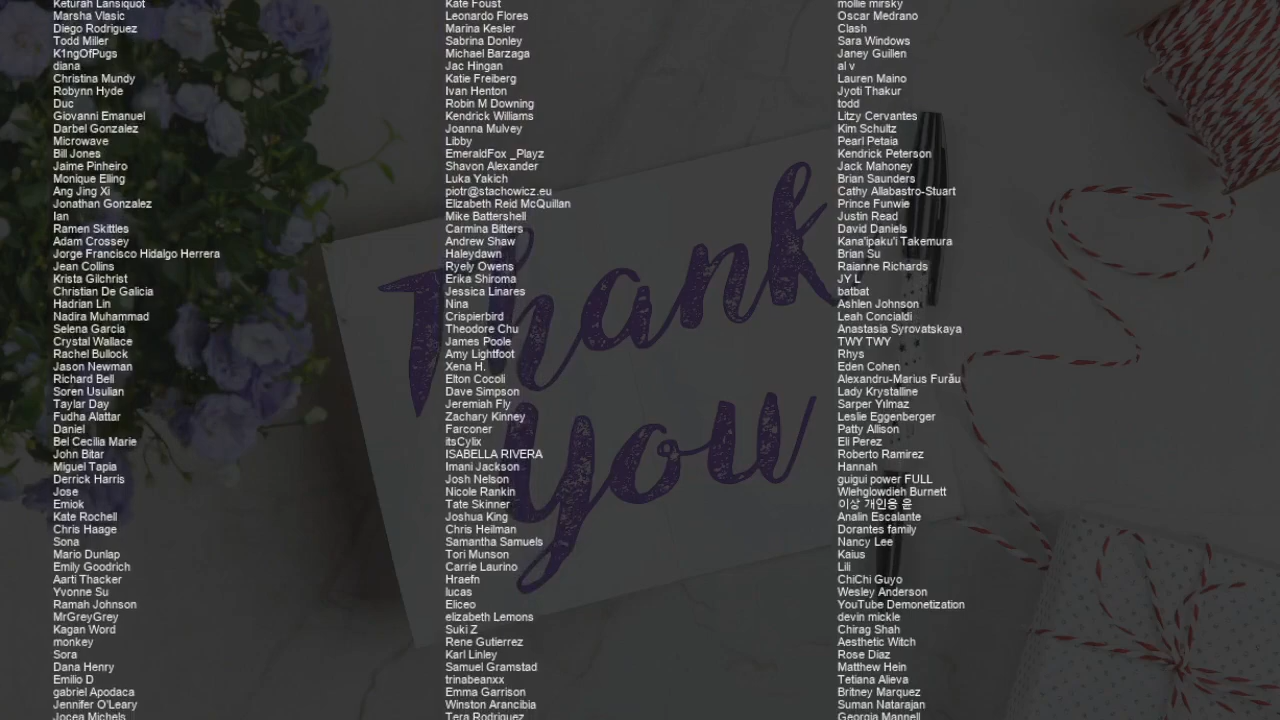 Keturah Lansiquot
Marsha Vlasic
Diego Rodriguez
Todd Miller
K1ngOfPugs
diana
Christina Mundy
Robynn Hyde
Duc
Giovanni Emanuel
Darbel Gonzalez
Microwave
Bill Jones
Jaime Pinheiro
Monique Eiling
Ang Jing Xi
Jonathan Gonzalez
Ian
Ramen Skittles
Adam Crossey
Jorge Francisco Hidalgo Herrera
Jean Collins
Krista Gilchrist
Christian De Galicia
Hadrian Lin
Nadira Muhammad
Selena Garcia
Crystal Wallace
Rachel Bullock
Jason Newman
Richard Bell
Soren Usulian
Taylar Day
Fudha Alattar
Daniel
Bel Cecilia Marie
John Bitar
Miguel Tapia
Derrick Harris
Jose
Emiok
Kate Rochell
Chris Haage
Sona
Mario Dunlap
Emily Goodrich
Aarti Thacker
Yvonne Su
Ramah Johnson
MrGreyGrey
Kagan Word
monkey
Sora
Dana Henry
Emilio D
gabriel Apodaca
Jennifer O'Leary
Jocea Michels
Kate Foust
Leonardo Flores
Marina Kesler
Sabrina Donley
Michael Barzaga
Jac Hingan
Katie Freiberg
Ivan Henton
Robin M Downing
Kendrick Williams
Joanna Mulvey
Libby
EmeraldFox _Playz
Shavon Alexander
Luka Yakich
piotr@stachowicz.eu
Elizabeth Reid McQuillan
Mike Battershell
Carmina Bitters
Andrew Shaw
Haleydawn
Ryely Owens
Erika Shiroma
Jessica Linares
Nina
Crispierbird
Theodore Chu
James Poole
Amy Lightfoot
Xena H.
Elton Cocoli
Dave Simpson
Jeremiah Fly
Zachary Kinney
Farconer
itsCylix
ISABELLA RIVERA
Imani Jackson
Josh Nelson
Nicole Rankin
Tate Skinner
Joshua King
Chris Heilman
Samantha Samuels
Tori Munson
Carrie Laurino
Hraefn
lucas
Eliceo
elizabeth Lemons
Suki Z
Rene Gutierrez
Karl Linley
Samuel Gramstad
trinabeanxx
Emma Garrison
Winston Arancibia
Tera Rodriguez
mollie mirsky
Oscar Medrano
Clash
Sara Windows
Janey Guillen
al v
Lauren Maino
Jyoti Thakur
todd
Litzy Cervantes
Kim Schultz
Pearl Petaia
Kendrick Peterson
Jack Mahoney
Brian Saunders
Cathy Allabastro-Stuart
Prince Funwie
Justin Read
David Daniels
Kana'ipaku'i Takemura
Brian Su
Raianne Richards
JY L
batbat
Ashlen Johnson
Leah Concialdi
Anastasia Syrovatskaya
TWY TWY
Rhys
Eden Cohen
Alexandru-Marius Furău
Lady Krystalline
Sarper Yılmaz
Leslie Eggenberger
Patty Allison
Eli Perez
Roberto Ramirez
Hannah
guigui power FULL
Wlehglowdieh Burnett
이상 개인용 윤
Analin Escalante
Dorantes family
Nancy Lee
Kaius
Lili
ChiChi Guyo
Wesley Anderson
YouTube Demonetization
devin mickle
Chirag Shah
Aesthetic Witch
Rose Diaz
Matthew Hein
Tetiana Alieva
Britney Marquez
Suman Natarajan
Georgia Mannell
Thank
you